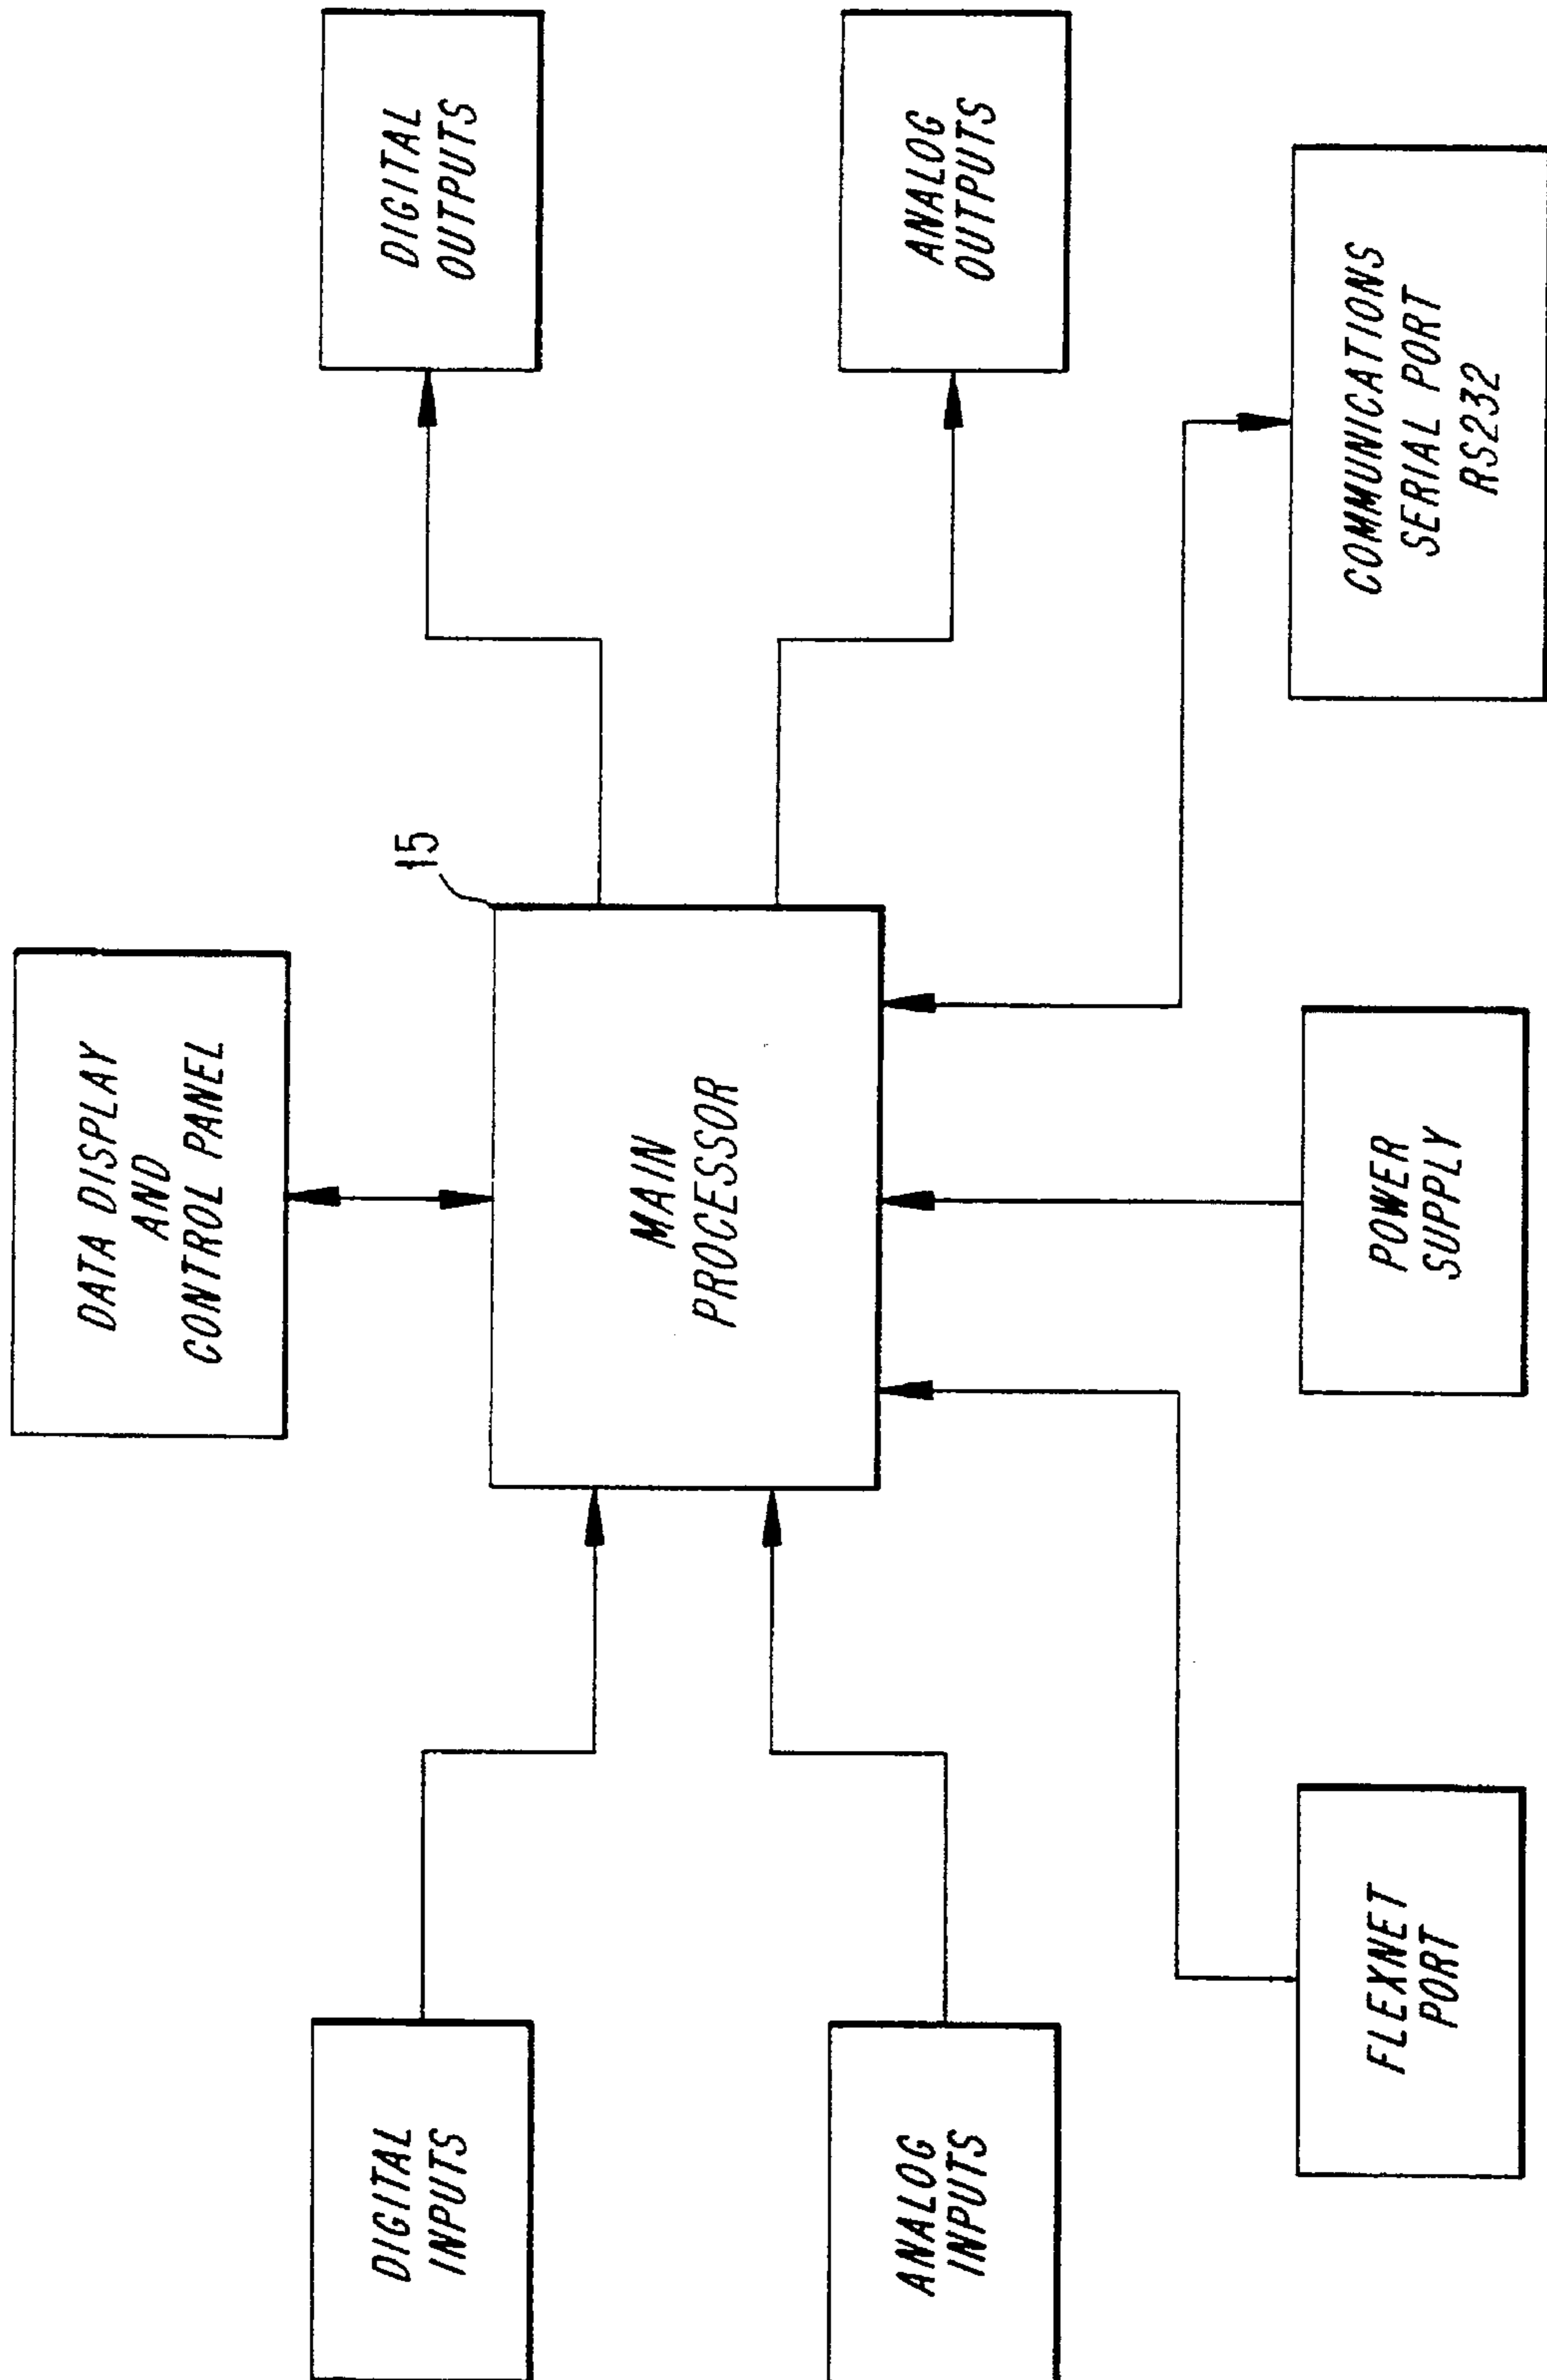 DATA DISPLAY
AND
CONTROL PANEL
15
DIGITAL
INPUTS
MAIN
PROCESSOR
DIGITAL
OUTPUTS
ANALOG
INPUTS
ANALOG
OUTPUTS
FLEXNET
PORT
POWER
SUPPLY
COMMUNICATIONS
SERIAL PORT
RS232